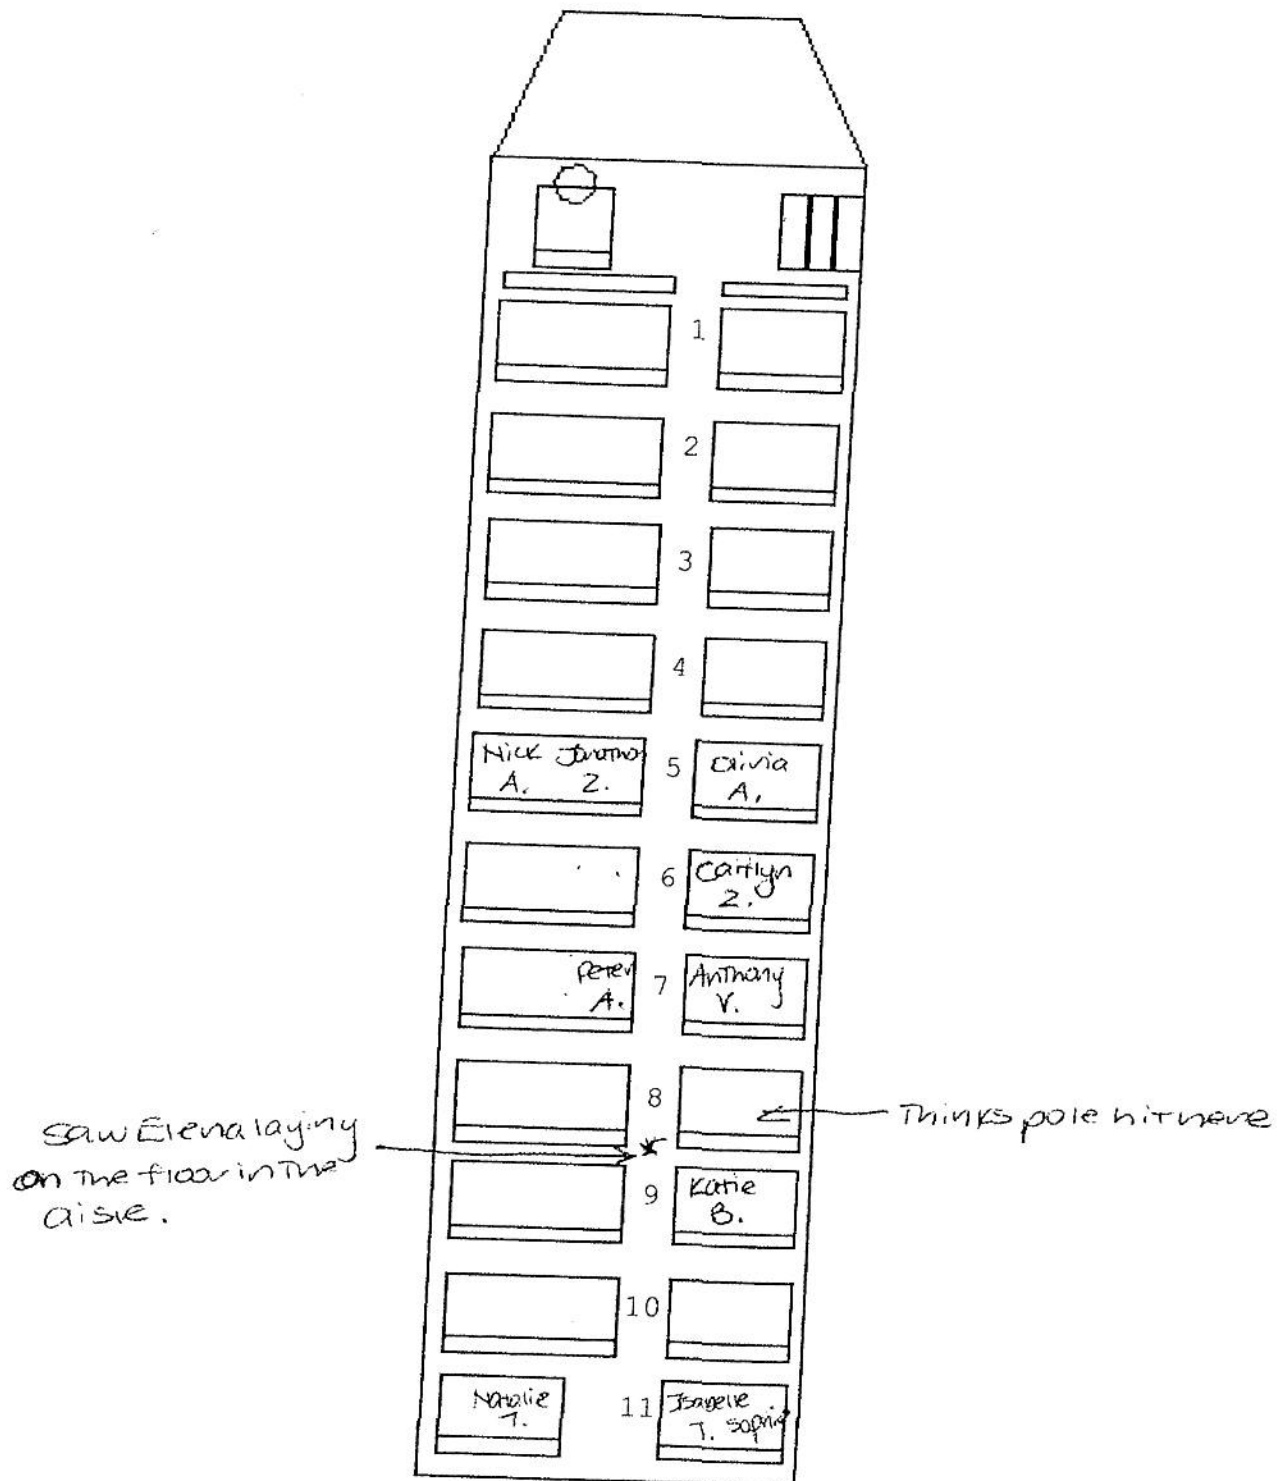 1
2
3
4
Nick Jonathan
A. Z.
5
Olivia
A.
6
Caitlyn
Z.
Peter
A.
7
Anthony
V.
8
Thinks pole hit here
saw Elena laying
on the floor in the
aisle.
9
Katie
B.
10
Natalie
T.
11
Isabelle
T. Sophie